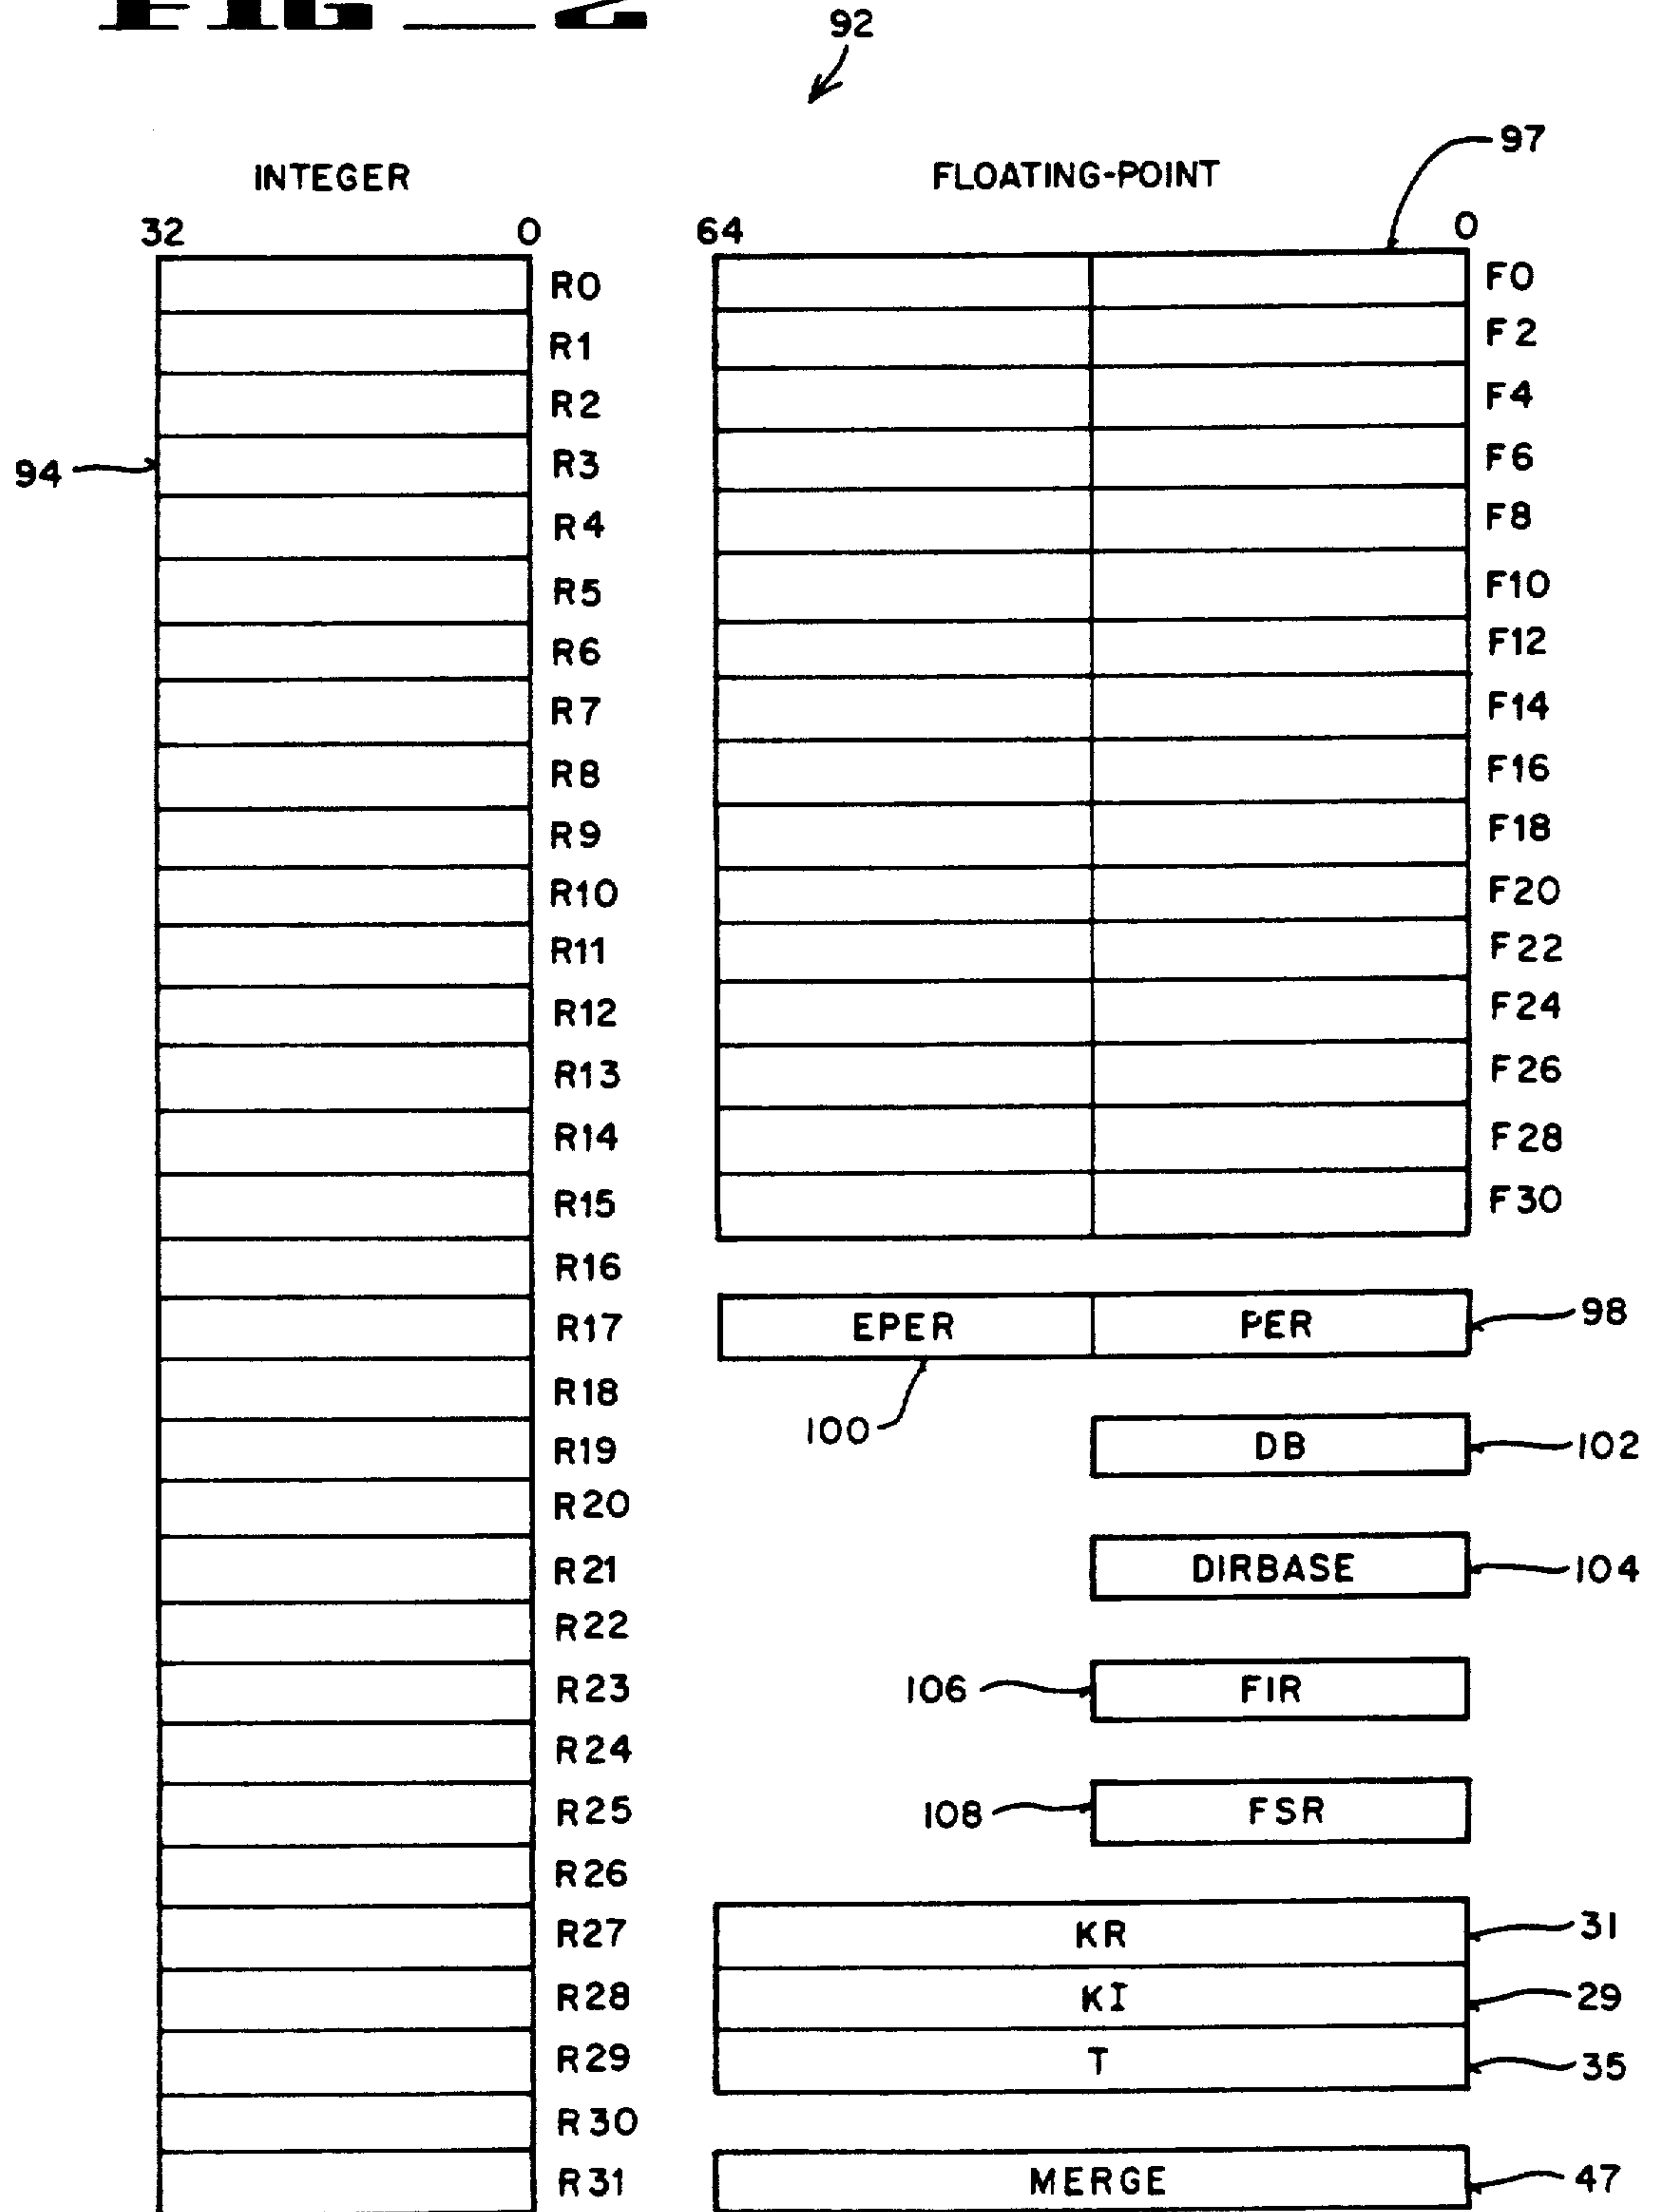 FIG__2
92
97
INTEGER
FLOATING-POINT
32 0
64 0
R0
R1
R2
R3
94
R4
R5
R6
R7
R8
R9
R10
R11
R12
R13
R14
R15
R16
R17
R18
R19
R20
R21
R22
R23
R24
R25
R26
R27
R28
R29
R30
R31
F0
F2
F4
F6
F8
F10
F12
F14
F16
F18
F20
F22
F24
F26
F28
F30
EPER PER 98
100
DB 102
DIRBASE 104
106 FIR
108 FSR
KR 31
KI 29
T 35
MERGE 47